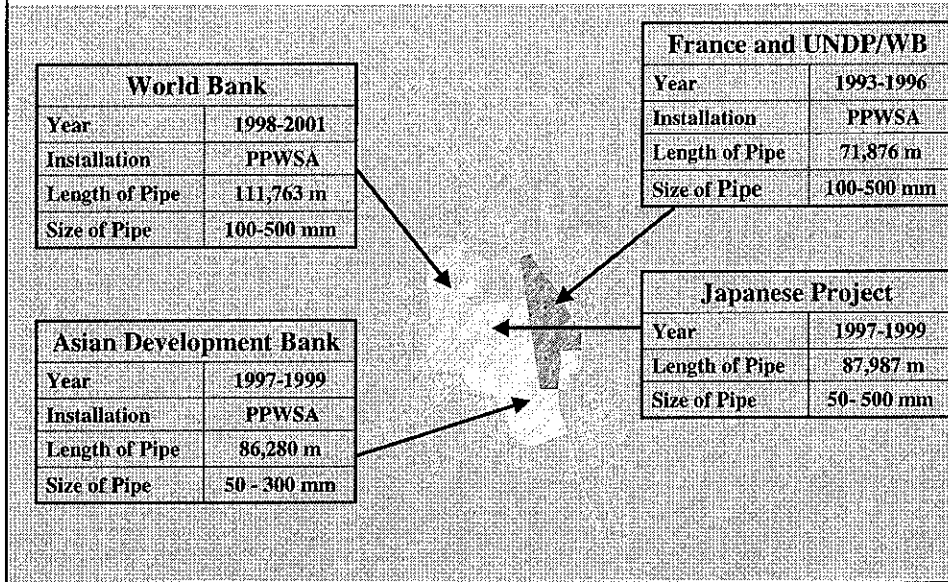 World Bank
Year 1998-2001
Installation PPWSA
Length of Pipe 111,763 m
Size of Pipe 100-500 mm
France and UNDP/WB
Year 1993-1996
Installation PPWSA
Length of Pipe 71,876 m
Size of Pipe 100-500 mm
Asian Development Bank
Year 1997-1999
Installation PPWSA
Length of Pipe 86,280 m
Size of Pipe 50 - 300 mm
Japanese Project
Year 1997-1999
Length of Pipe 87,987 m
Size of Pipe 50- 500 mm